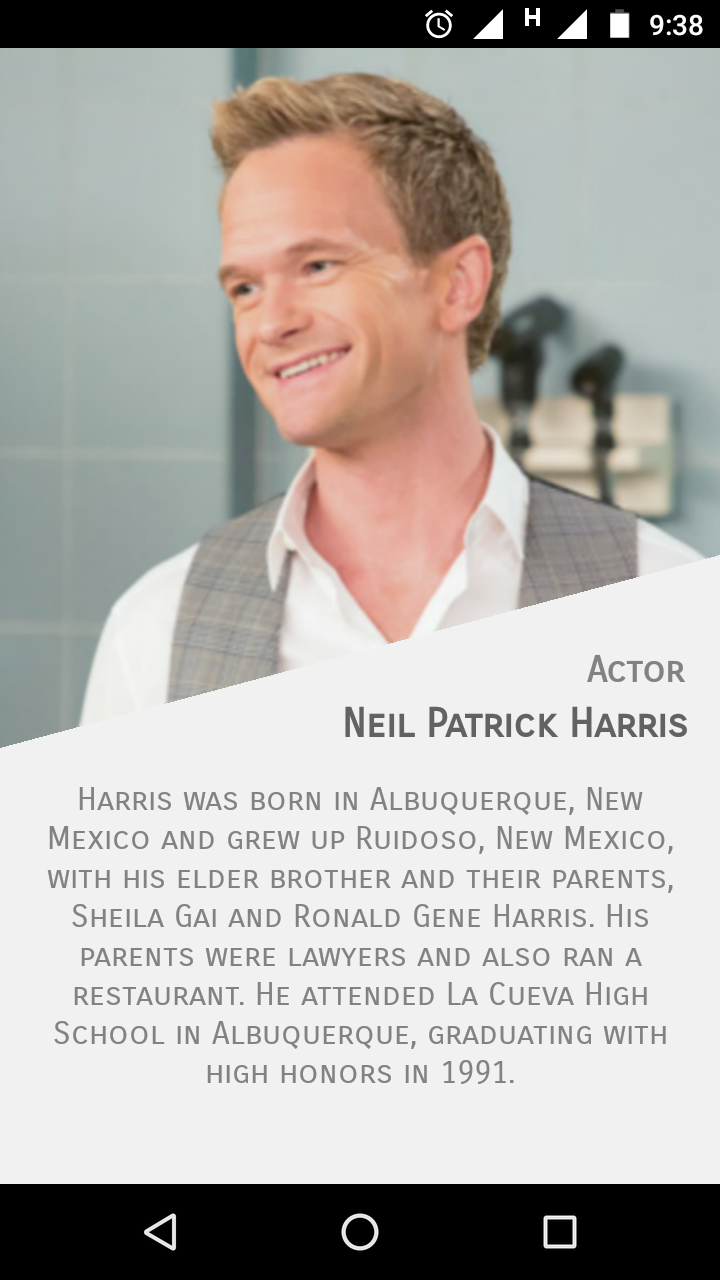 H 9:38
Actor
Neil Patrick Harris
Harris was born in Albuquerque, New
Mexico and grew up Ruidoso, New Mexico,
with his elder brother and their parents,
Sheila Gai and Ronald Gene Harris. His
parents were lawyers and also ran a
restaurant. He attended La Cueva High
School in Albuquerque, graduating with
high honors in 1991.